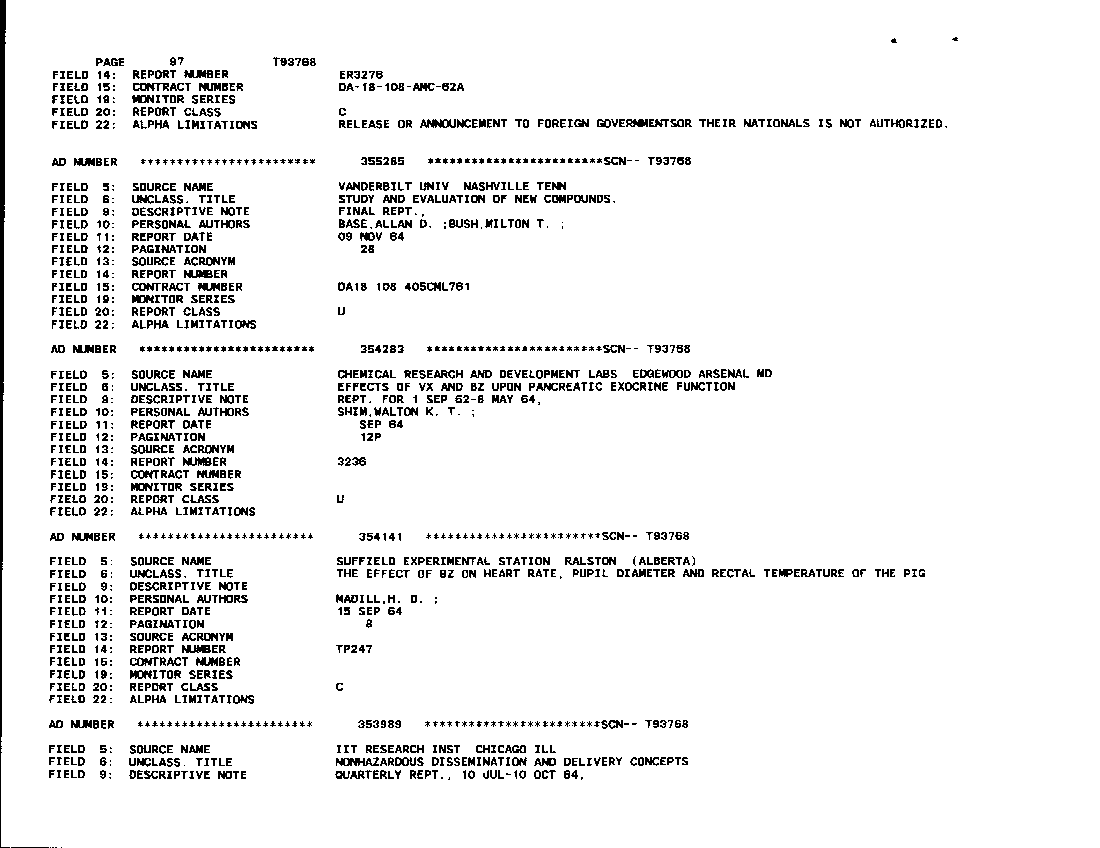 PAGE 97 T93768
FIELD 14: REPORT NUMBER ER3276
FIELD 15: CONTRACT NUMBER DA-18-108-AMC-62A
FIELD 19: MONITOR SERIES
FIELD 20: REPORT CLASS C
FIELD 22: ALPHA LIMITATIONS RELEASE OR ANNOUNCEMENT TO FOREIGN GOVERNMENTSOR THEIR NATIONALS IS NOT AUTHORIZED.
AD NUMBER ************************ 355265 ************************SCN-- T93768
FIELD 5: SOURCE NAME VANDERBILT UNIV NASHVILLE TENN
FIELD 6: UNCLASS. TITLE STUDY AND EVALUATION OF NEW COMPOUNDS.
FIELD 9: DESCRIPTIVE NOTE FINAL REPT.,
FIELD 10: PERSONAL AUTHORS BASE,ALLAN D. ;BUSH,MILTON T. ;
FIELD 11: REPORT DATE 09 NOV 64
FIELD 12: PAGINATION 28
FIELD 13: SOURCE ACRONYM
FIELD 14: REPORT NUMBER
FIELD 15: CONTRACT NUMBER DA18 108 405CML761
FIELD 19: MONITOR SERIES
FIELD 20: REPORT CLASS U
FIELD 22: ALPHA LIMITATIONS
AD NUMBER ************************ 354283 ************************SCN-- T93768
FIELD 5: SOURCE NAME CHEMICAL RESEARCH AND DEVELOPMENT LABS EDGEWOOD ARSENAL MD
FIELD 6: UNCLASS. TITLE EFFECTS OF VX AND BZ UPON PANCREATIC EXOCRINE FUNCTION
FIELD 9: DESCRIPTIVE NOTE REPT. FOR 1 SEP 62-6 MAY 64,
FIELD 10: PERSONAL AUTHORS SHIM,WALTON K. T. ;
FIELD 11: REPORT DATE SEP 64
FIELD 12: PAGINATION 12P
FIELD 13: SOURCE ACRONYM
FIELD 14: REPORT NUMBER 3236
FIELD 15: CONTRACT NUMBER
FIELD 19: MONITOR SERIES
FIELD 20: REPORT CLASS U
FIELD 22: ALPHA LIMITATIONS
AD NUMBER ************************ 354141 ************************SCN-- T93768
FIELD 5: SOURCE NAME SUFFIELD EXPERIMENTAL STATION RALSTON (ALBERTA)
FIELD 6: UNCLASS. TITLE THE EFFECT OF BZ ON HEART RATE, PUPIL DIAMETER AND RECTAL TEMPERATURE OF THE PIG
FIELD 9: DESCRIPTIVE NOTE
FIELD 10: PERSONAL AUTHORS MADILL,H. D. ;
FIELD 11: REPORT DATE 15 SEP 64
FIELD 12: PAGINATION 8
FIELD 13: SOURCE ACRONYM
FIELD 14: REPORT NUMBER TP247
FIELD 15: CONTRACT NUMBER
FIELD 19: MONITOR SERIES
FIELD 20: REPORT CLASS C
FIELD 22: ALPHA LIMITATIONS
AD NUMBER ************************ 353989 ************************SCN-- T93768
FIELD 5: SOURCE NAME IIT RESEARCH INST CHICAGO ILL
FIELD 6: UNCLASS. TITLE NONHAZARDOUS DISSEMINATION AND DELIVERY CONCEPTS
FIELD 9: DESCRIPTIVE NOTE QUARTERLY REPT., 10 JUL-10 OCT 64,